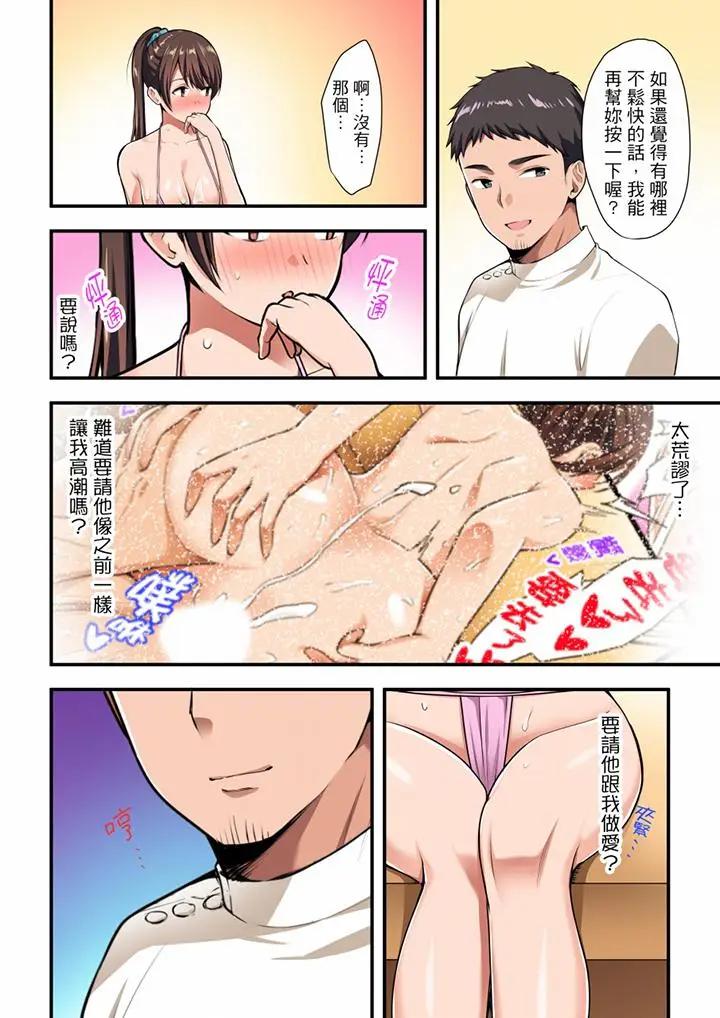 如果還覺得有哪裡
不鬆快的話，我能
再幫妳按一下喔？
啊…沒有…
那個…
怦通
怦通
要說嗎？
太荒謬了…
難道要請他像之前一樣
讓我高潮嗎？
要請他跟我做愛？
夾緊…
哼…